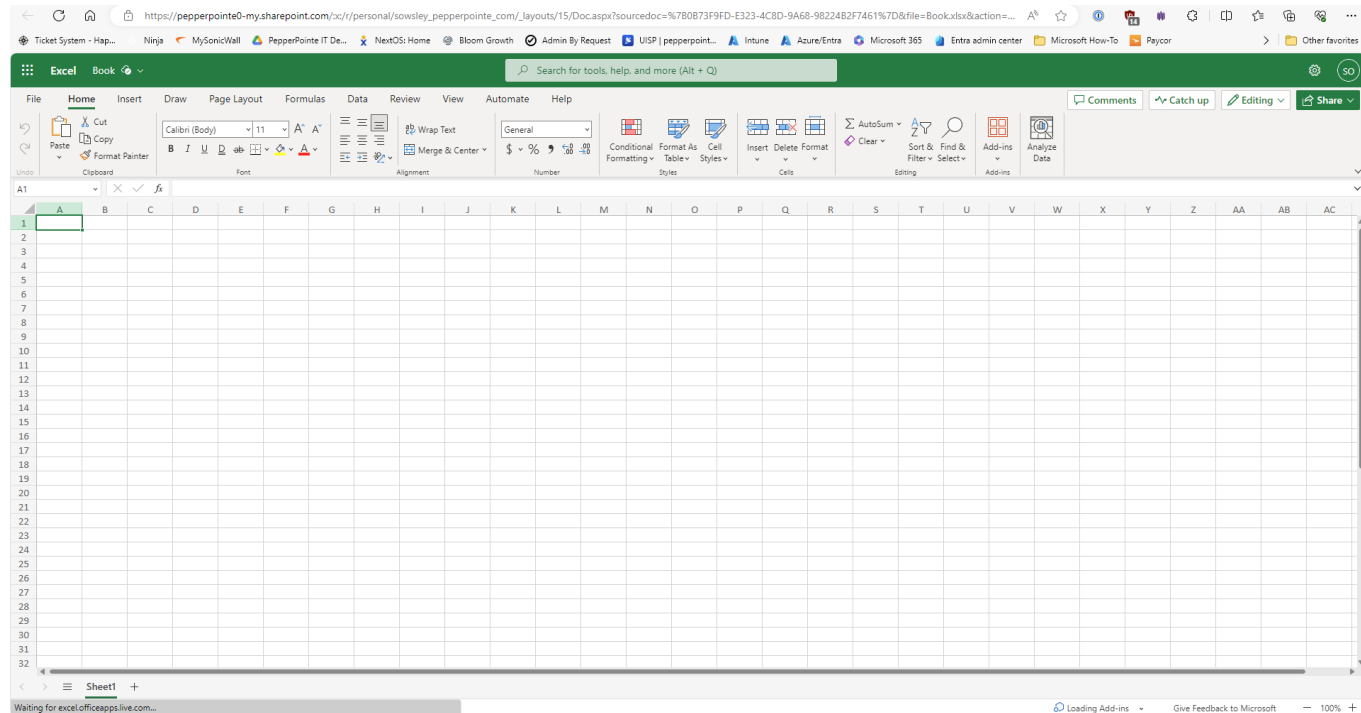 https://pepperpointe0-my.sharepoint.com/:x:/r/personal/sowsley_pepperpointe_com/_layouts/15/Doc.aspx?sourcedoc=%7B0B73F9FD-E323-4C8D-9A68-98224B2F7461%7D&file=Book.xlsx&action=... A 14
Ticket System - Hap... Ninja MySonicWall PepperPointe IT De... NextOS: Home Bloom Growth Admin By Request UISP | pepperpoint... Intune Azure/Entra Microsoft 365 Entra admin center Microsoft How-To Paycor Other favorites
Excel Book Search for tools, help, and more (Alt + Q) SO
File Home Insert Draw Page Layout Formulas Data Review View Automate Help Comments Catch up Editing Share
Cut
Copy
Paste Format Painter
Calibri (Body) 11 A A
B I U D ab A
ab Wrap Text
Merge & Center
General
$ % 9 .00 .00
Conditional Format As Cell
Formatting Table Styles
Insert Delete Format
AutoSum
Clear
Sort & Find &
Filter Select
Add-ins Analyze
Data
Undo Clipboard Font Alignment Number Styles Cells Editing Add-ins
A1 fx
A B C D E F G H I J K L M N O P Q R S T U V W X Y Z AA AB AC
1
2
3
4
5
6
7
8
9
10
11
12
13
14
15
16
17
18
19
20
21
22
23
24
25
26
27
28
29
30
31
32
Sheet1 +
Waiting for excel.officeapps.live.com... Loading Add-ins Give Feedback to Microsoft 100% +